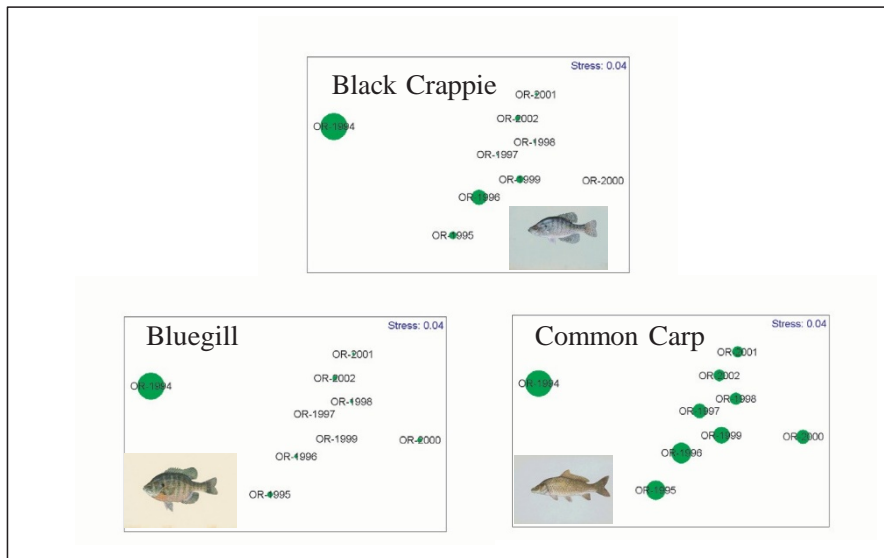 Stress: 0.04
Black Crappie
OR-2001
OR-2002
OR-1994
OR-1998
OR-1997
OR-1999
OR-2000
OR-1996
OR-1995
Stress: 0.04
Bluegill
OR-2001
OR-2002
OR-1994
OR-1998
OR-1997
OR-1999
OR-2000
OR-1996
OR-1995
Stress: 0.04
Common Carp
OR-2001
OR-2002
OR-1994
OR-1998
OR-1997
OR-1999
OR-2000
OR-1996
OR-1995